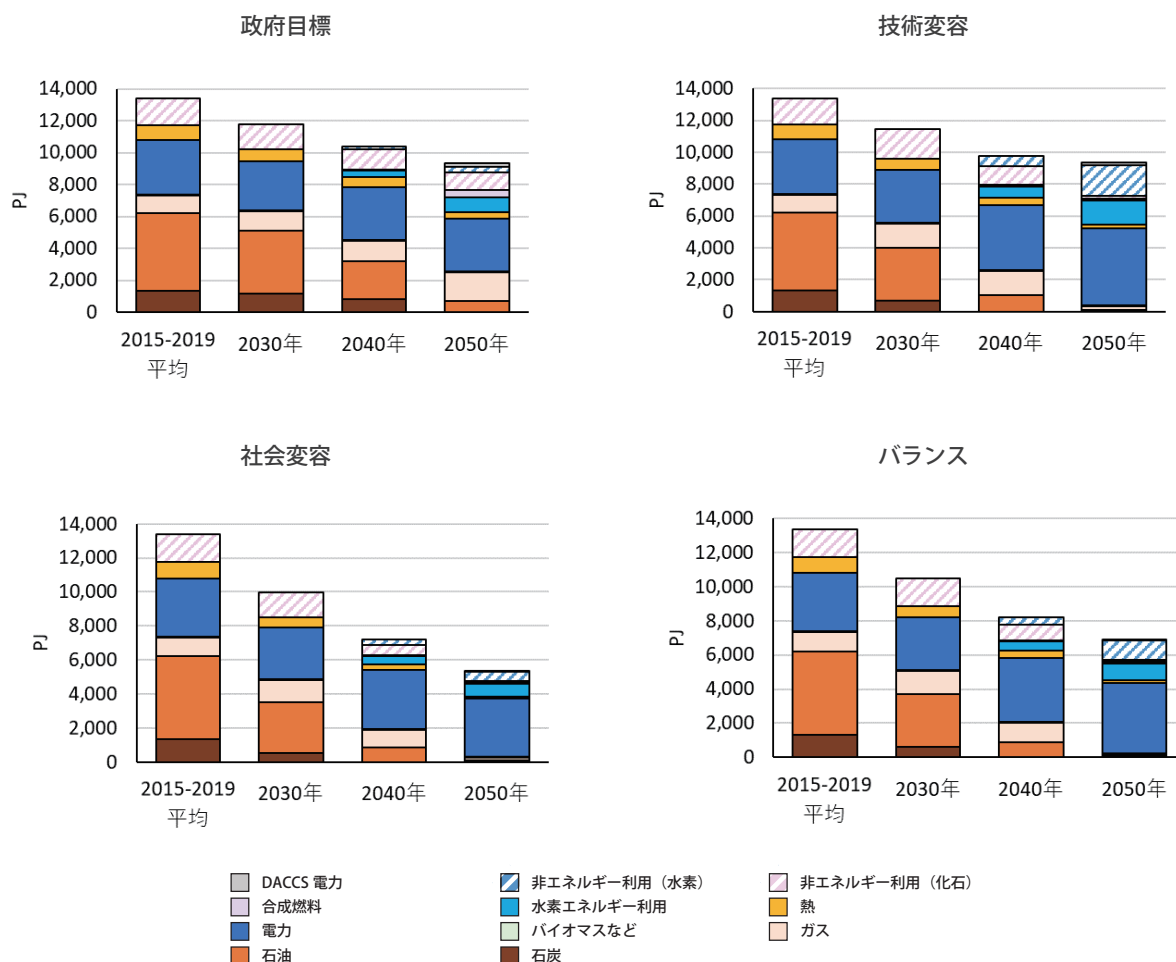 政府目標
14,000
12,000
10,000
8,000
6,000
4,000
2,000
0
PJ
2015-2019
平均
2030年
2040年
2050年
技術変容
14,000
12,000
10,000
8,000
6,000
4,000
2,000
0
PJ
2015-2019
平均
2030年
2040年
2050年
社会変容
14,000
12,000
10,000
8,000
6,000
4,000
2,000
0
PJ
2015-2019
平均
2030年
2040年
2050年
バランス
14,000
12,000
10,000
8,000
6,000
4,000
2,000
0
PJ
2015-2019
平均
2030年
2040年
2050年
DACCS 電力
非エネルギー利用（水素）
非エネルギー利用（化石）
合成燃料
水素エネルギー利用
熱
電力
バイオマスなど
ガス
石油
石炭